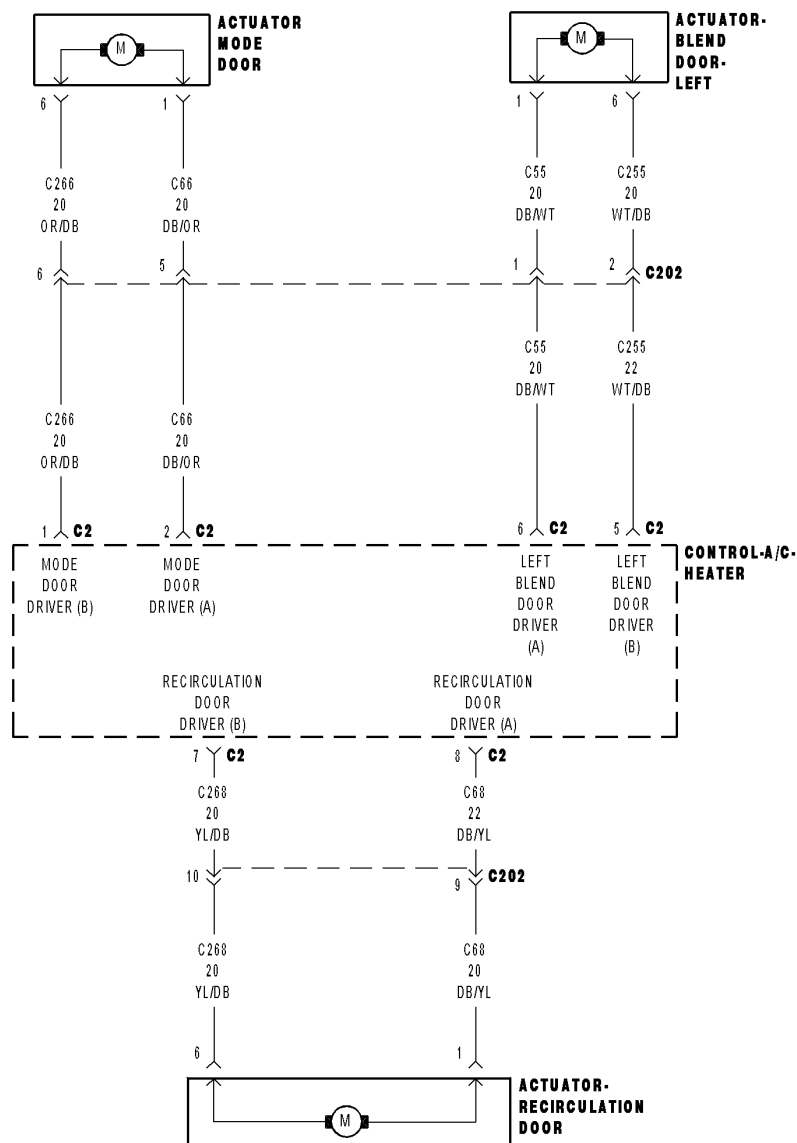 ACTUATOR
MODE
DOOR
M
ACTUATOR-
BLEND
DOOR-
LEFT
M
6 1 1 6
C266 C66 C55 C255
20 20 20 20
OR/DB DB/OR DB/WT WT/DB
6 5 1 2 C202
C55 C255
20 22
DB/WT WT/DB
C266 C66
20 20
OR/DB DB/OR
1 C2 2 C2 6 C2 5 C2
CONTROL-A/C-
HEATER
MODE
DOOR
DRIVER (B)
MODE
DOOR
DRIVER (A)
LEFT
BLEND
DOOR
DRIVER
(A)
LEFT
BLEND
DOOR
DRIVER
(B)
RECIRCULATION
DOOR
DRIVER (B)
RECIRCULATION
DOOR
DRIVER (A)
7 C2 8 C2
C268 C68
20 22
YL/DB DB/YL
10 9 C202
C268 C68
20 20
YL/DB DB/YL
6 1
M
ACTUATOR-
RECIRCULATION
DOOR